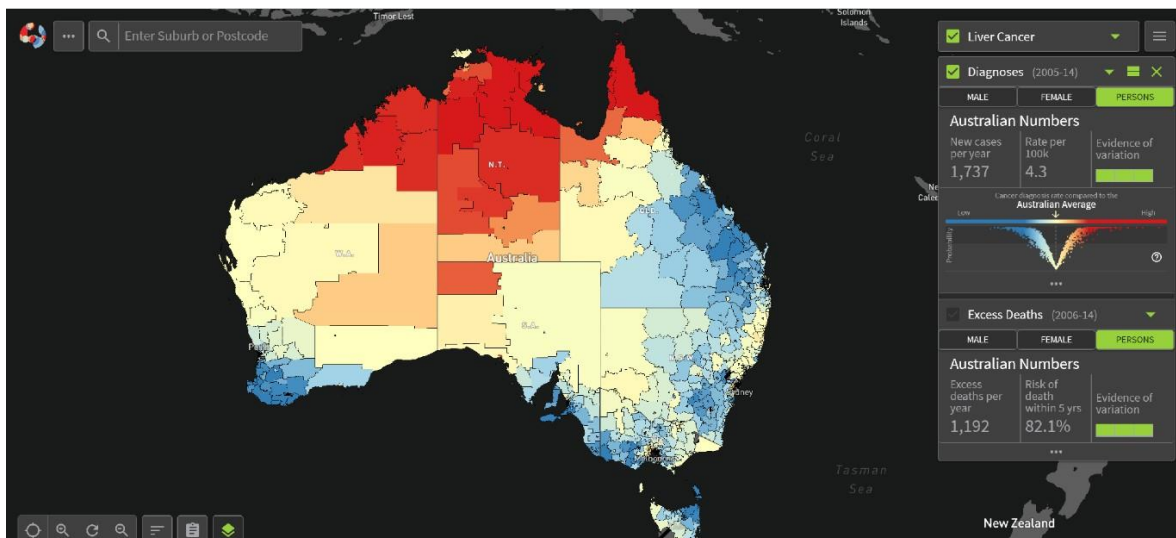 Timor Lest
Solomon
Islands
Enter Suburb or Postcode
Liver Cancer
Diagnoses (2005-14)
MALE FEMALE PERSONS
Australian Numbers
New cases per year
1,737
Rate per 100k
4.3
Evidence of variation
Cancer diagnosis rate compared to the
Australian Average
Low High
Probability
Excess Deaths (2006-14)
MALE FEMALE PERSONS
Australian Numbers
Excess deaths per year
1,192
Risk of death within 5 yrs
82.1%
Evidence of variation
Coral
Sea
N.T.
Australia
W.A.
S.A.
Sydney
Tasman
Sea
New Zealand